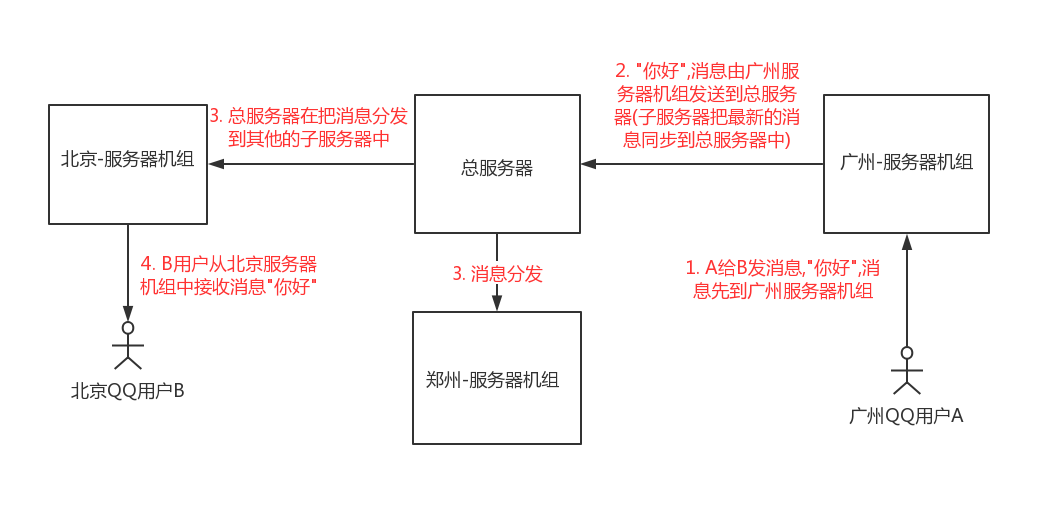 2. "你好",消息由广州服
务器机组发送到总服务
器(子服务器把最新的消
息同步到总服务器中)
3. 总服务器在把消息分发
到其他的子服务器中
北京-服务器机组
总服务器
广州-服务器机组
4. B用户从北京服务器
机组中接收消息"你好"
3. 消息分发
1. A给B发消息,"你好",消
息先到广州服务器机组
北京QQ用户B
郑州-服务器机组
广州QQ用户A